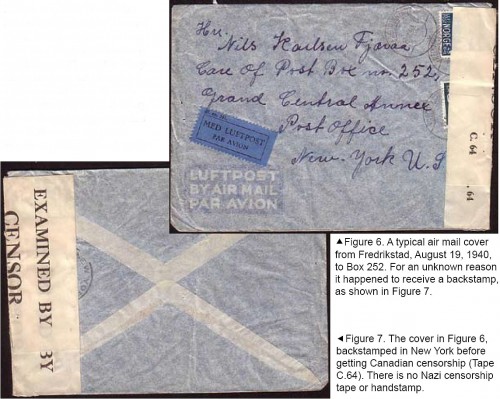 Hrr.
Nils Karlsen Tjøvaa,
Care Of Post Box nr. 252,
Grand Central Annex
Post Office
New-York U.S
MED LUFTPOST
PAR AVION
LUFTPOST
BY AIR MAIL
PAR AVION
NORGE
C.64
.64
▲Figure 6. A typical air mail cover
from Fredrikstad, August 19, 1940,
to Box 252. For an unknown reason
it happened to receive a backstamp,
as shown in Figure 7.
EXAMINED BY BY
CENSOR
◄Figure 7. The cover in Figure 6,
backstamped in New York before
getting Canadian censorship (Tape
C.64). There is no Nazi censorship
tape or handstamp.